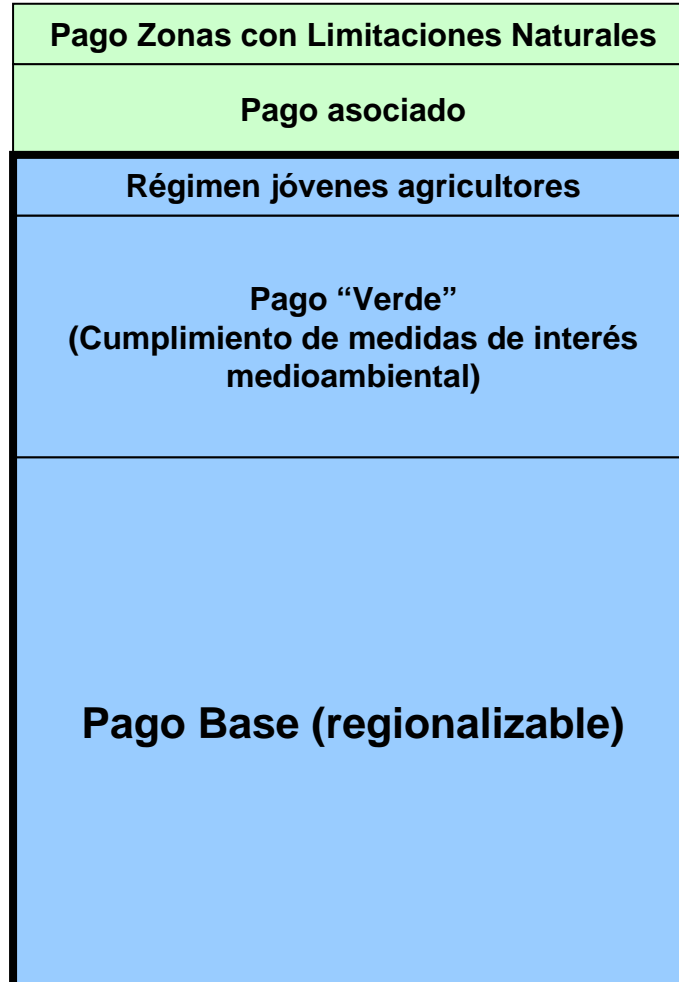 Pago Zonas con Limitaciones Naturales
Pago asociado
Régimen jóvenes agricultores
Pago “Verde”
(Cumplimiento de medidas de interés
medioambiental)
Pago Base (regionalizable)